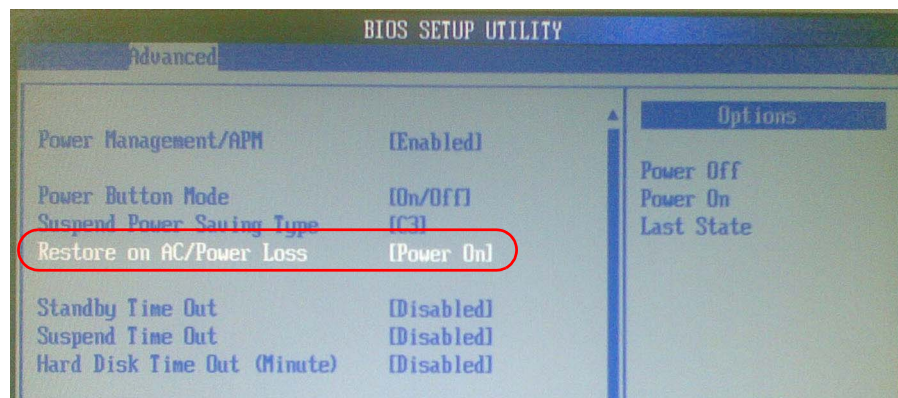 BIOS SETUP UTILITY
Advanced
Options
Power Management/APM [Enabled]
Power Off
Power Button Mode [On/Off]
Power On
Suspend Power Saving Type [C3]
Last State
Restore on AC/Power Loss [Power On]
Standby Time Out [Disabled]
Suspend Time Out [Disabled]
Hard Disk Time Out (Minute) [Disabled]